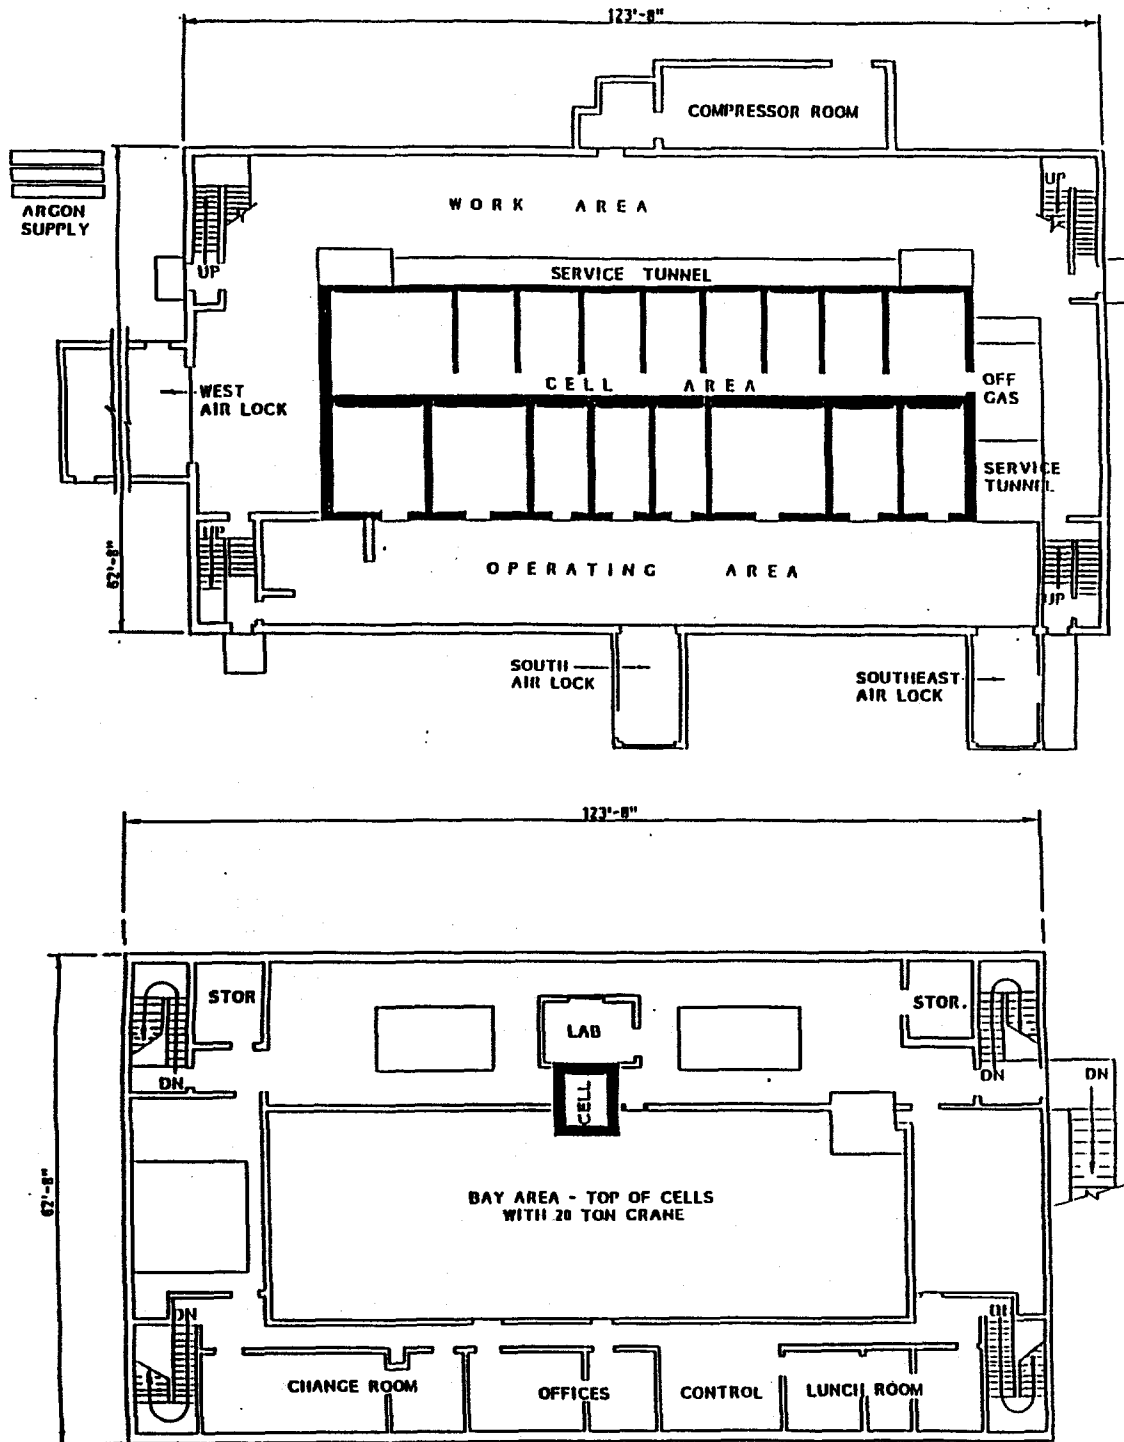 123'-8"
COMPRESSOR ROOM
ARGON
SUPPLY
UP
WORK AREA
UP
SERVICE TUNNEL
CELL AREA
OFF
GAS
WEST
AIR LOCK
SERVICE
TUNNEL
UP
62'-8"
OPERATING AREA
UP
SOUTH
AIR LOCK
SOUTHEAST
AIR LOCK
123'-8"
STOR
STOR.
LAB
DN
CELL
DN
DN
62'-8"
BAY AREA - TOP OF CELLS
WITH 20 TON CRANE
DN
CHANGE ROOM
OFFICES
CONTROL
LUNCH ROOM